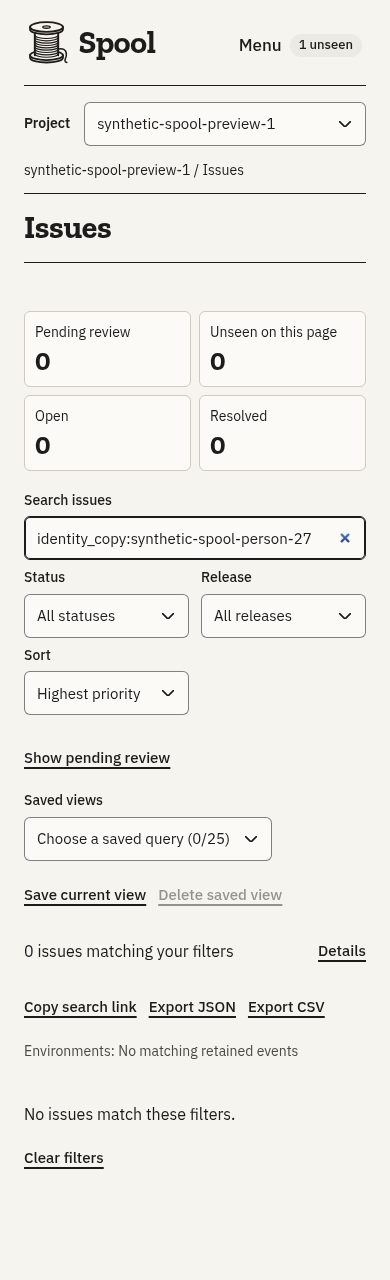 Spool
Menu 1 unseen
Project synthetic-spool-preview-1
synthetic-spool-preview-1 / Issues
Issues
Pending review
0
Unseen on this page
0
Open
0
Resolved
0
Search issues
identity_copy:synthetic-spool-person-27
Status
All statuses
Release
All releases
Sort
Highest priority
Show pending review
Saved views
Choose a saved query (0/25)
Save current view Delete saved view
0 issues matching your filters Details
Copy search link Export JSON Export CSV
Environments: No matching retained events
No issues match these filters.
Clear filters